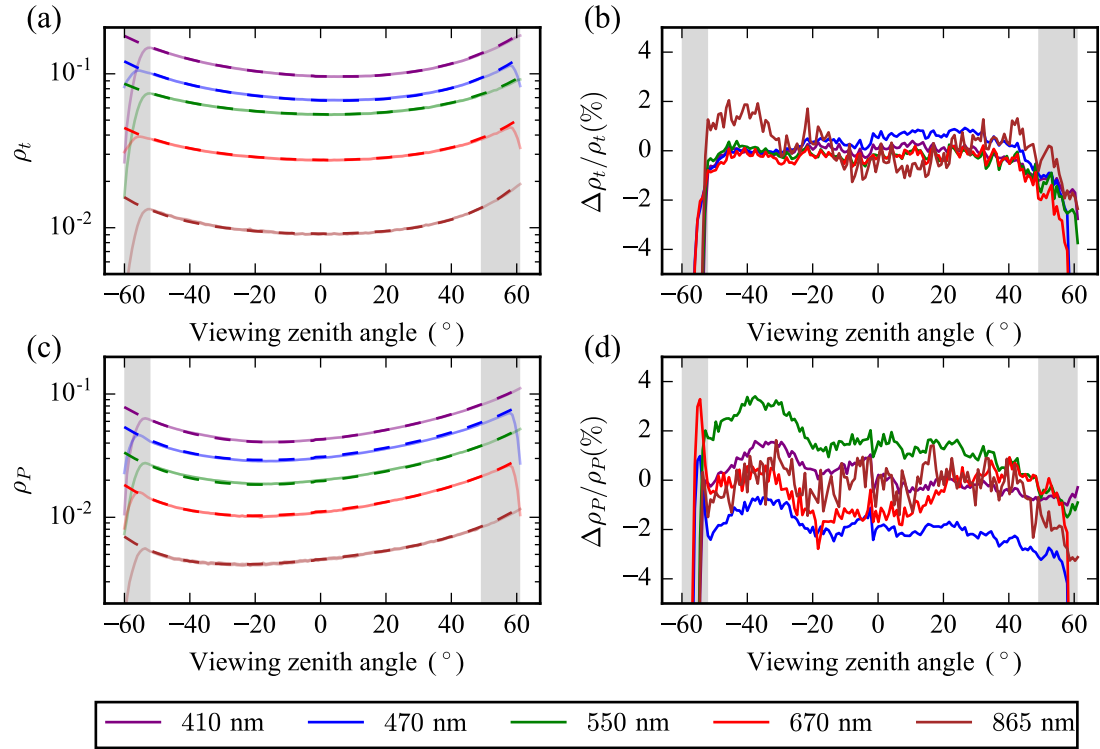 (a)
(b)
10⁻¹
10⁻²
ρₜ
−60 −40 −20 0 20 40 60
Viewing zenith angle (°)
4
2
0
−2
−4
Δρₜ/ρₜ(%)
−60 −40 −20 0 20 40 60
Viewing zenith angle (°)
(c)
(d)
10⁻¹
10⁻²
ρ_P
−60 −40 −20 0 20 40 60
Viewing zenith angle (°)
4
2
0
−2
−4
Δρ_P/ρ_P(%)
−60 −40 −20 0 20 40 60
Viewing zenith angle (°)
410 nm 470 nm 550 nm 670 nm 865 nm